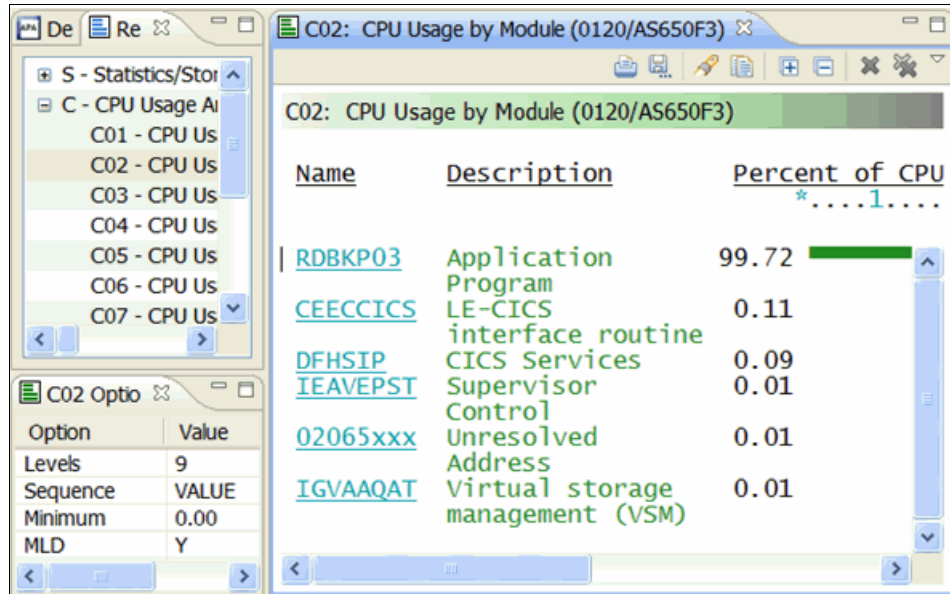 De
Re
S - Statistics/Stor
C - CPU Usage A
C01 - CPU Us
C02 - CPU Us
C03 - CPU Us
C04 - CPU Us
C05 - CPU Us
C06 - CPU Us
C07 - CPU Us
C02 Optio
Option Value
Levels 9
Sequence VALUE
Minimum 0.00
MLD Y
C02: CPU Usage by Module (0120/AS650F3)
C02: CPU Usage by Module (0120/AS650F3)
Name Description Percent of CPU
*....1....
RDBKP03 Application 99.72
Program
CEECCICS LE-CICS 0.11
interface routine
DFHSIP CICS Services 0.09
IEAVEPST Supervisor 0.01
Control
02065xxx Unresolved 0.01
Address
IGVAAQAT Virtual storage 0.01
management (VSM)